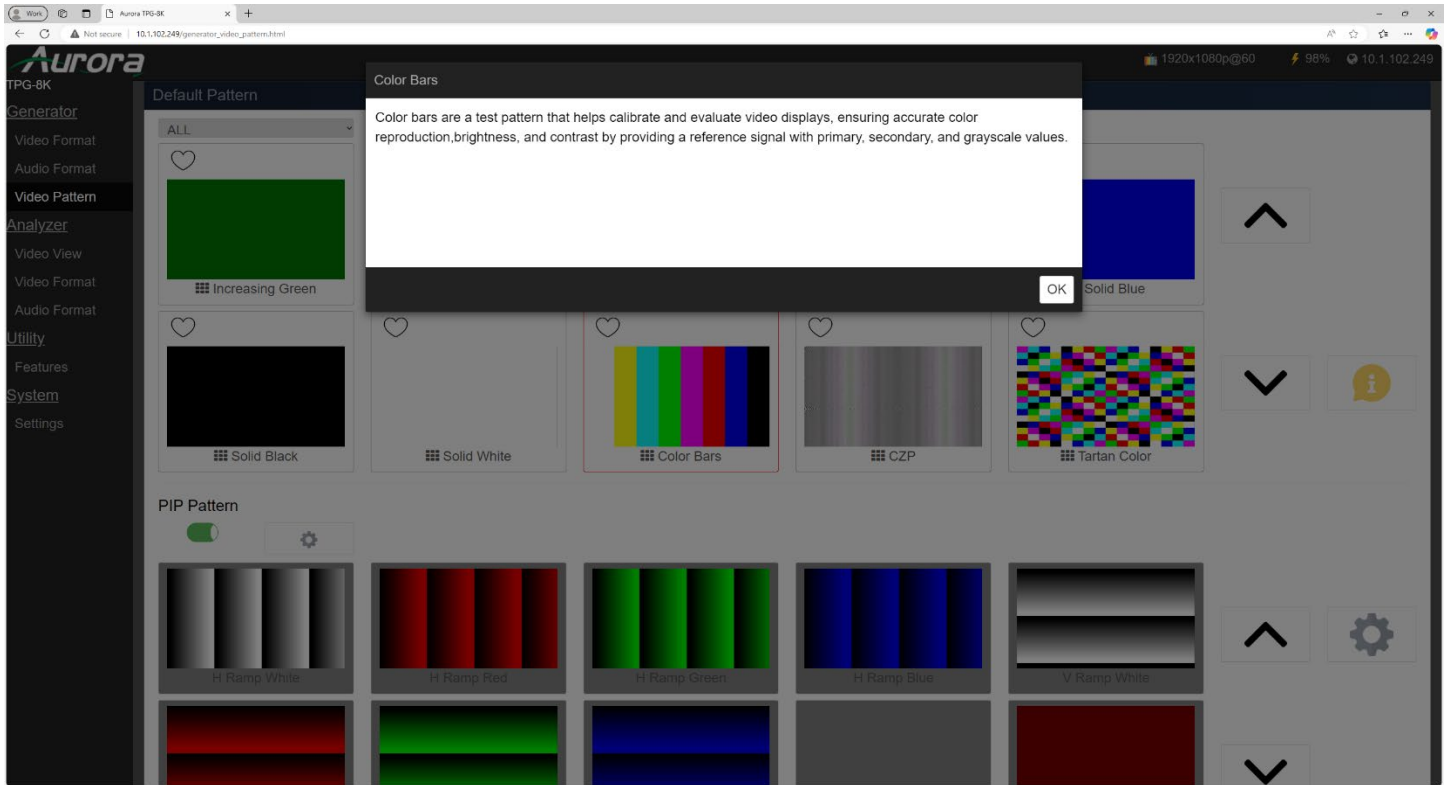 Work
Aurora TPG-8K
Not secure | 10.1.102.249/generator_video_pattern.html
Aurora
1920x1080p@60
98%
10.1.102.249
TPG-8K
Generator
Video Format
Audio Format
Video Pattern
Analyzer
Video View
Video Format
Audio Format
Utility
Features
System
Settings
Default Pattern
ALL
Color Bars
Color bars are a test pattern that helps calibrate and evaluate video displays, ensuring accurate color
reproduction,brightness, and contrast by providing a reference signal with primary, secondary, and grayscale values.
OK
Increasing Green
Solid Blue
Solid Black
Solid White
Color Bars
CZP
Tartan Color
PIP Pattern
H Ramp White
H Ramp Red
H Ramp Green
H Ramp Blue
V Ramp White